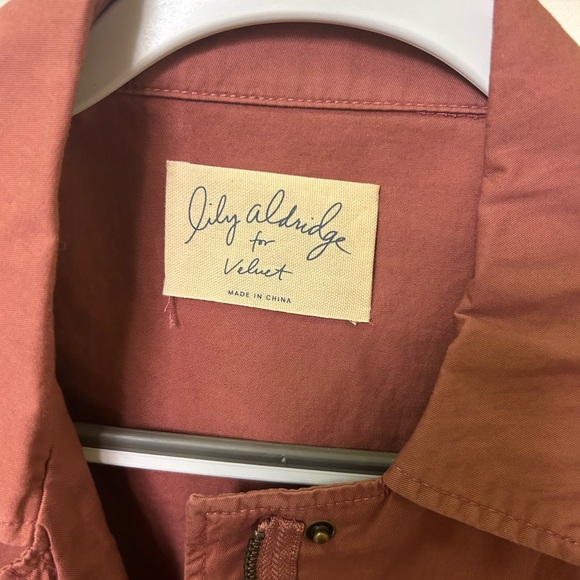 lily aldridge
for
Velvet
MADE IN CHINA